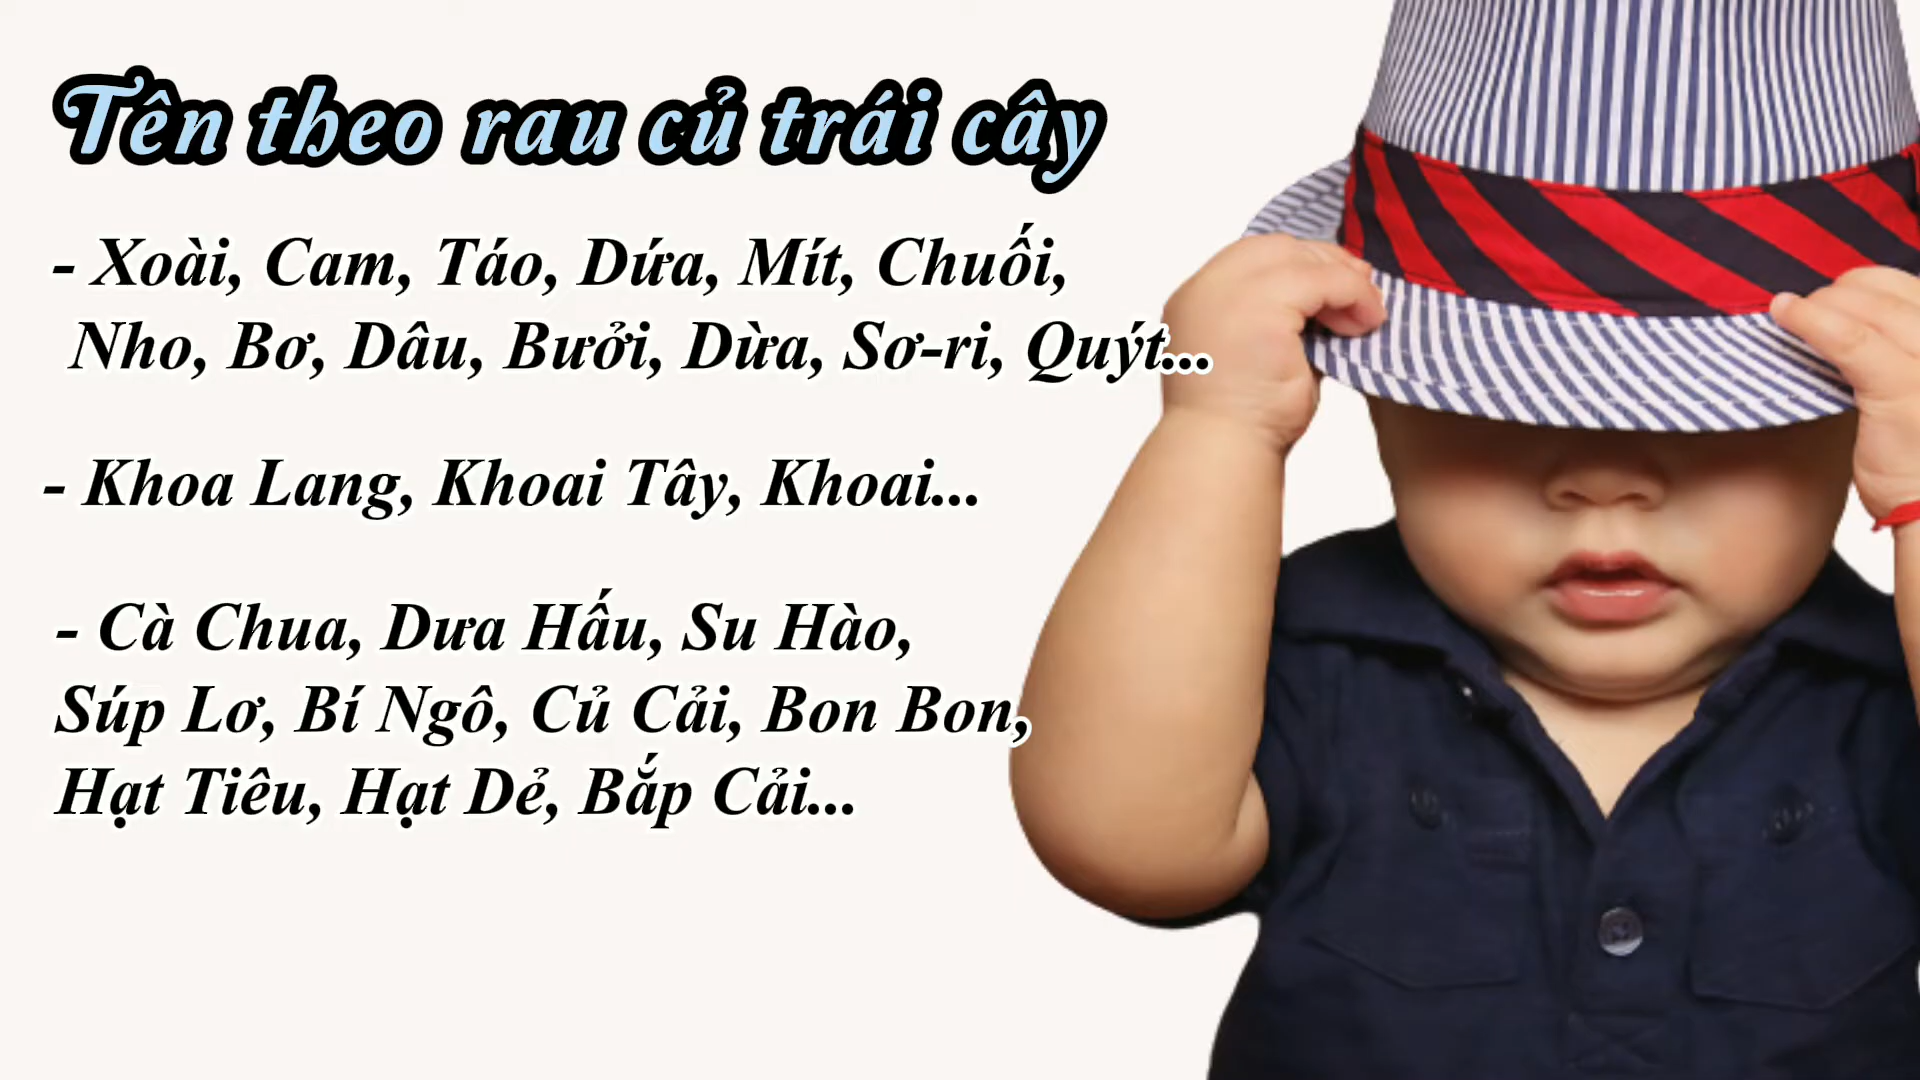 Tên theo rau củ trái cây
- Xoài, Cam, Táo, Dứa, Mít, Chuối,
Nho, Bơ, Dâu, Bưởi, Dừa, Sơ-ri, Quýt...
- Khoa Lang, Khoai Tây, Khoai...
- Cà Chua, Dưa Hấu, Su Hào,
Súp Lơ, Bí Ngô, Củ Cải, Bon Bon,
Hạt Tiêu, Hạt Dẻ, Bắp Cải...